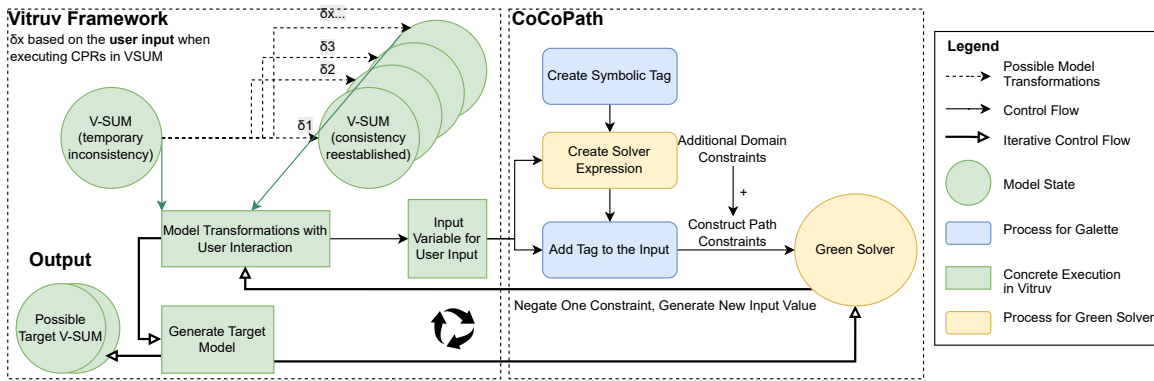 Vitruv Framework
δx based on the user input when
executing CPRs in VSUM
δx...
δ3
δ2
δ1
V-SUM
(temporary
inconsistency)
V-SUM
(consistency
reestablished)
Model Transformations with
User Interaction
Input
Variable for
User Input
Output
Possible
Target V-SUM
Generate Target
Model
CoCoPath
Create Symbolic Tag
Create Solver
Expression
Additional Domain
Constraints
+
Add Tag to the Input
Construct Path
Constraints
Green Solver
Negate One Constraint, Generate New Input Value
Legend
Possible Model
Transformations
Control Flow
Iterative Control Flow
Model State
Process for Galette
Concrete Execution
in Vitruv
Process for Green Solver